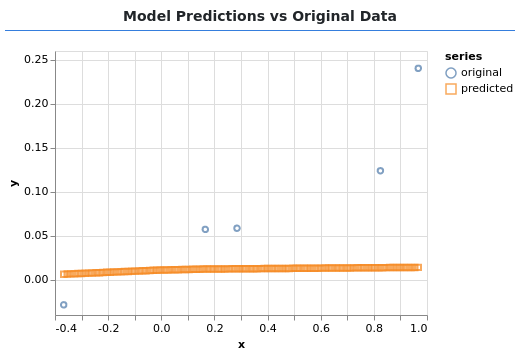 Model Predictions vs Original Data
series
original
predicted
y
0.25
0.20
0.15
0.10
0.05
0.00
-0.4 -0.2 0.0 0.2 0.4 0.6 0.8 1.0
x